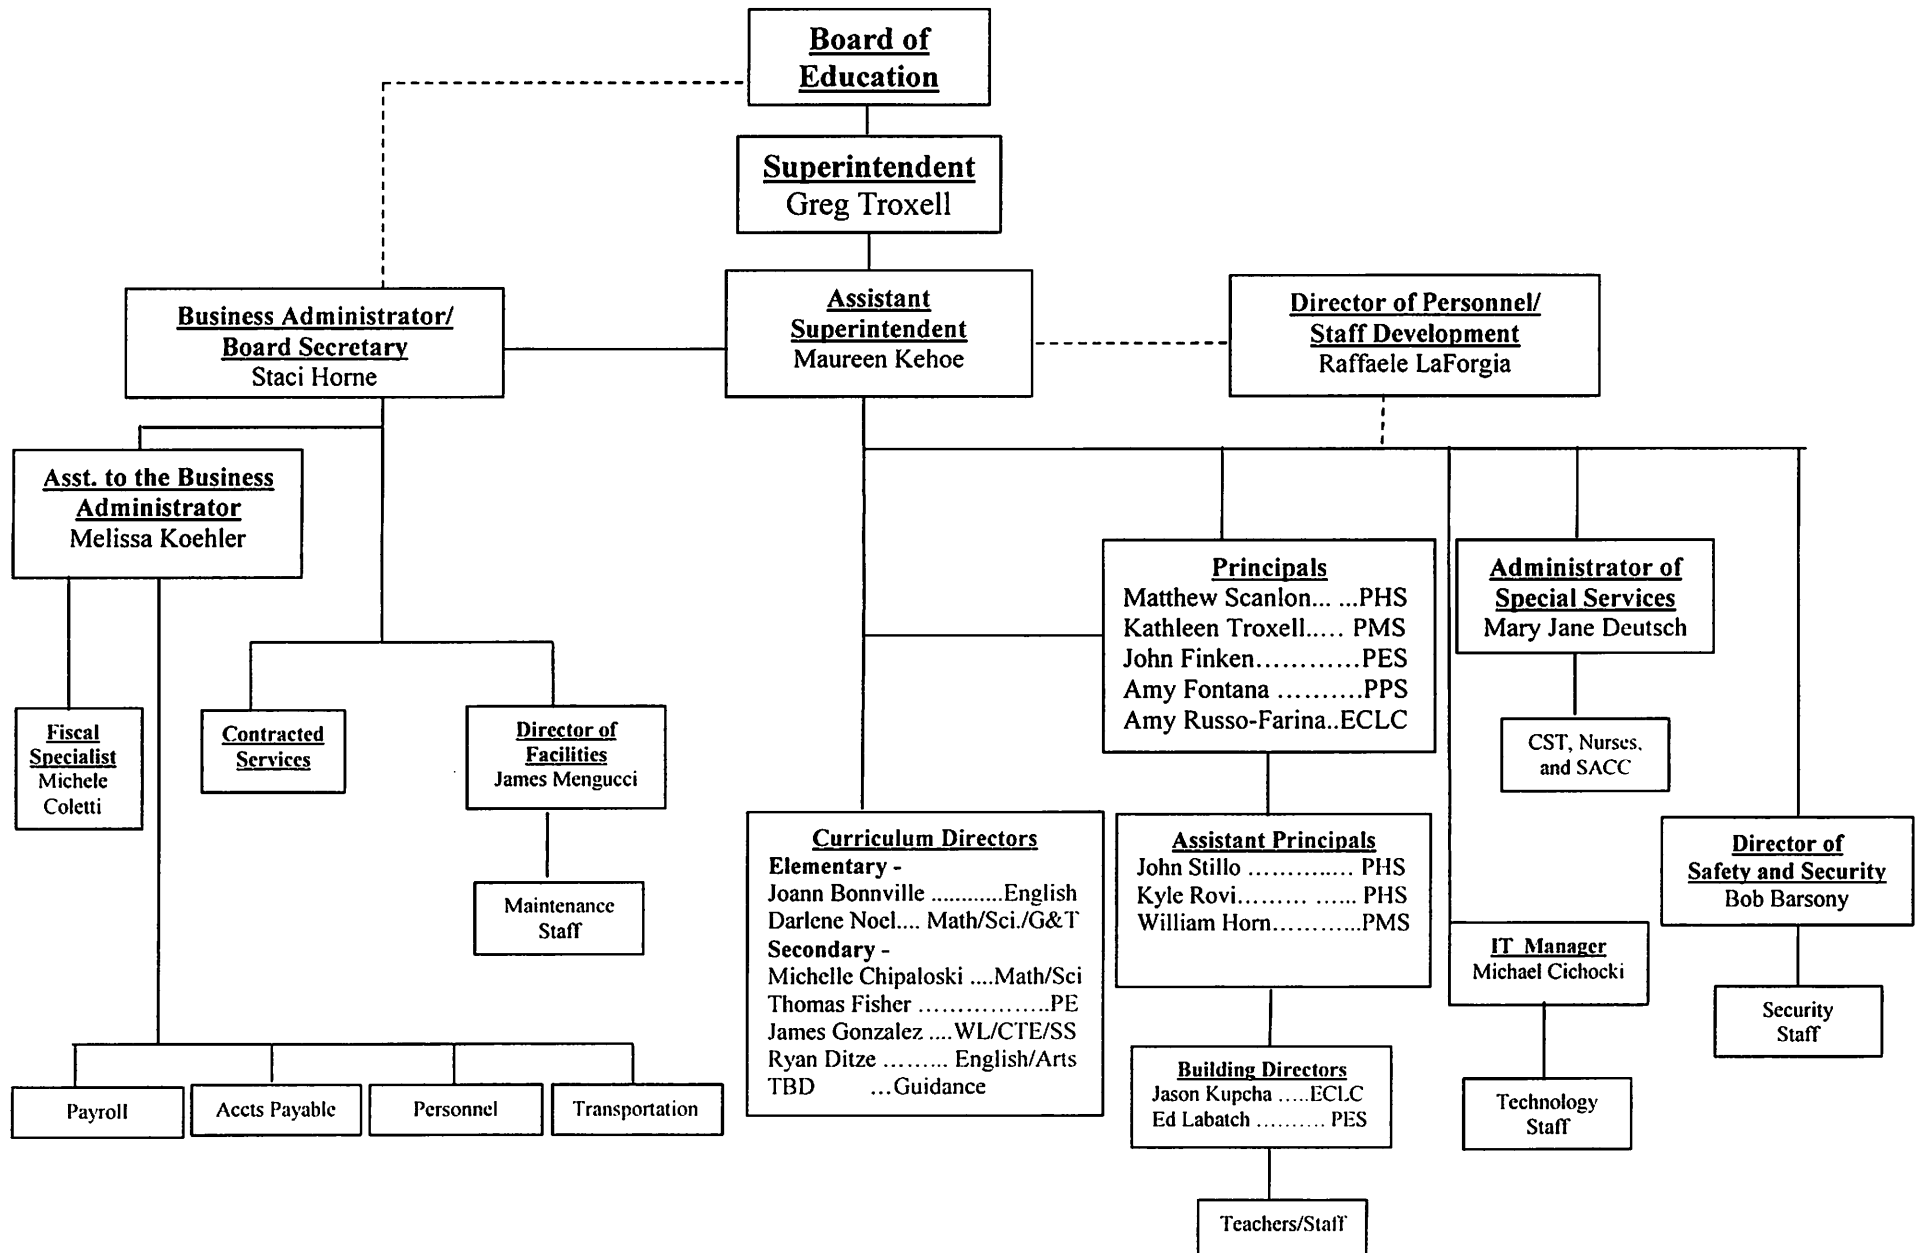 Board of
Education
Superintendent
Greg Troxell
Assistant
Superintendent
Maureen Kehoe
Business Administrator/
Board Secretary
Staci Horne
Director of Personnel/
Staff Development
Raffaele LaForgia
Asst. to the Business
Administrator
Melissa Koehler
Principals
Matthew Scanlon... ...PHS
Kathleen Troxell..... PMS
John Finken............PES
Amy Fontana ..........PPS
Amy Russo-Farina..ECLC
Administrator of
Special Services
Mary Jane Deutsch
Fiscal
Specialist
Michele
Coletti
Contracted
Services
Director of
Facilities
James Mengucci
CST, Nurses,
and SACC
Maintenance
Staff
Curriculum Directors
Elementary -
Joann Bonnville ............English
Darlene Noel.... Math/Sci./G&T
Secondary -
Michelle Chipaloski ....Math/Sci
Thomas Fisher .................PE
James Gonzalez ....WL/CTE/SS
Ryan Ditze ......... English/Arts
TBD ...Guidance
Assistant Principals
John Stillo ............. PHS
Kyle Rovi......... ...... PHS
William Horn............PMS
Director of
Safety and Security
Bob Barsony
IT Manager
Michael Cichocki
Security
Staff
Building Directors
Jason Kupcha .....ECLC
Ed Labatch .......... PES
Technology
Staff
Payroll
Accts Payable
Personnel
Transportation
Teachers/Staff